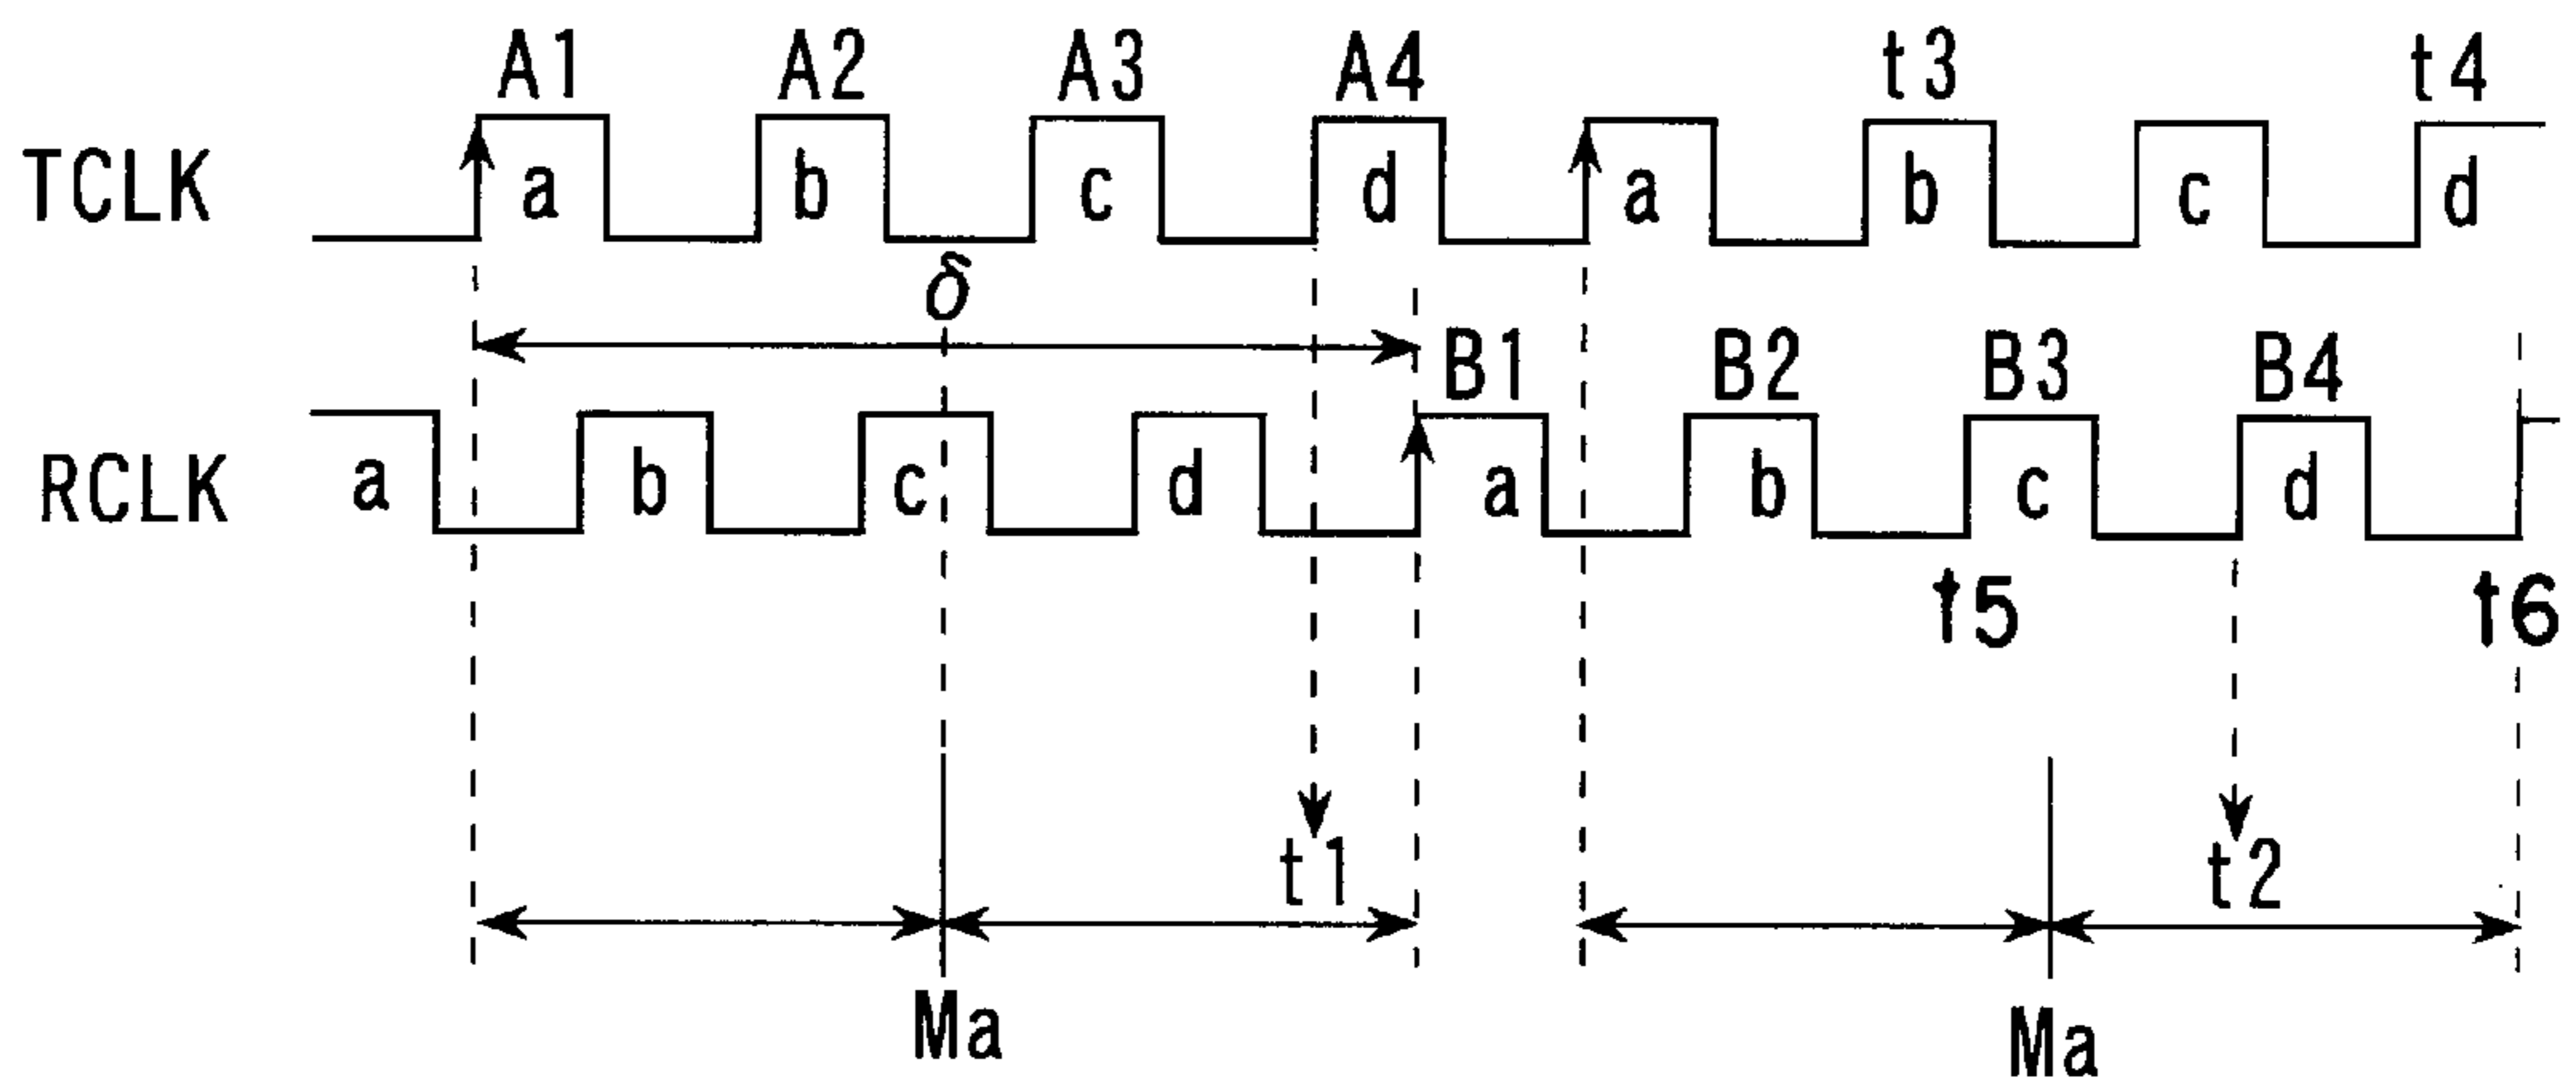 A1 A2 A3 A4 t3 t4
TCLK a b c d a b c d
δ
B1 B2 B3 B4
RCLK a b c d a b c d
t5 t6
t1 t2
Ma Ma